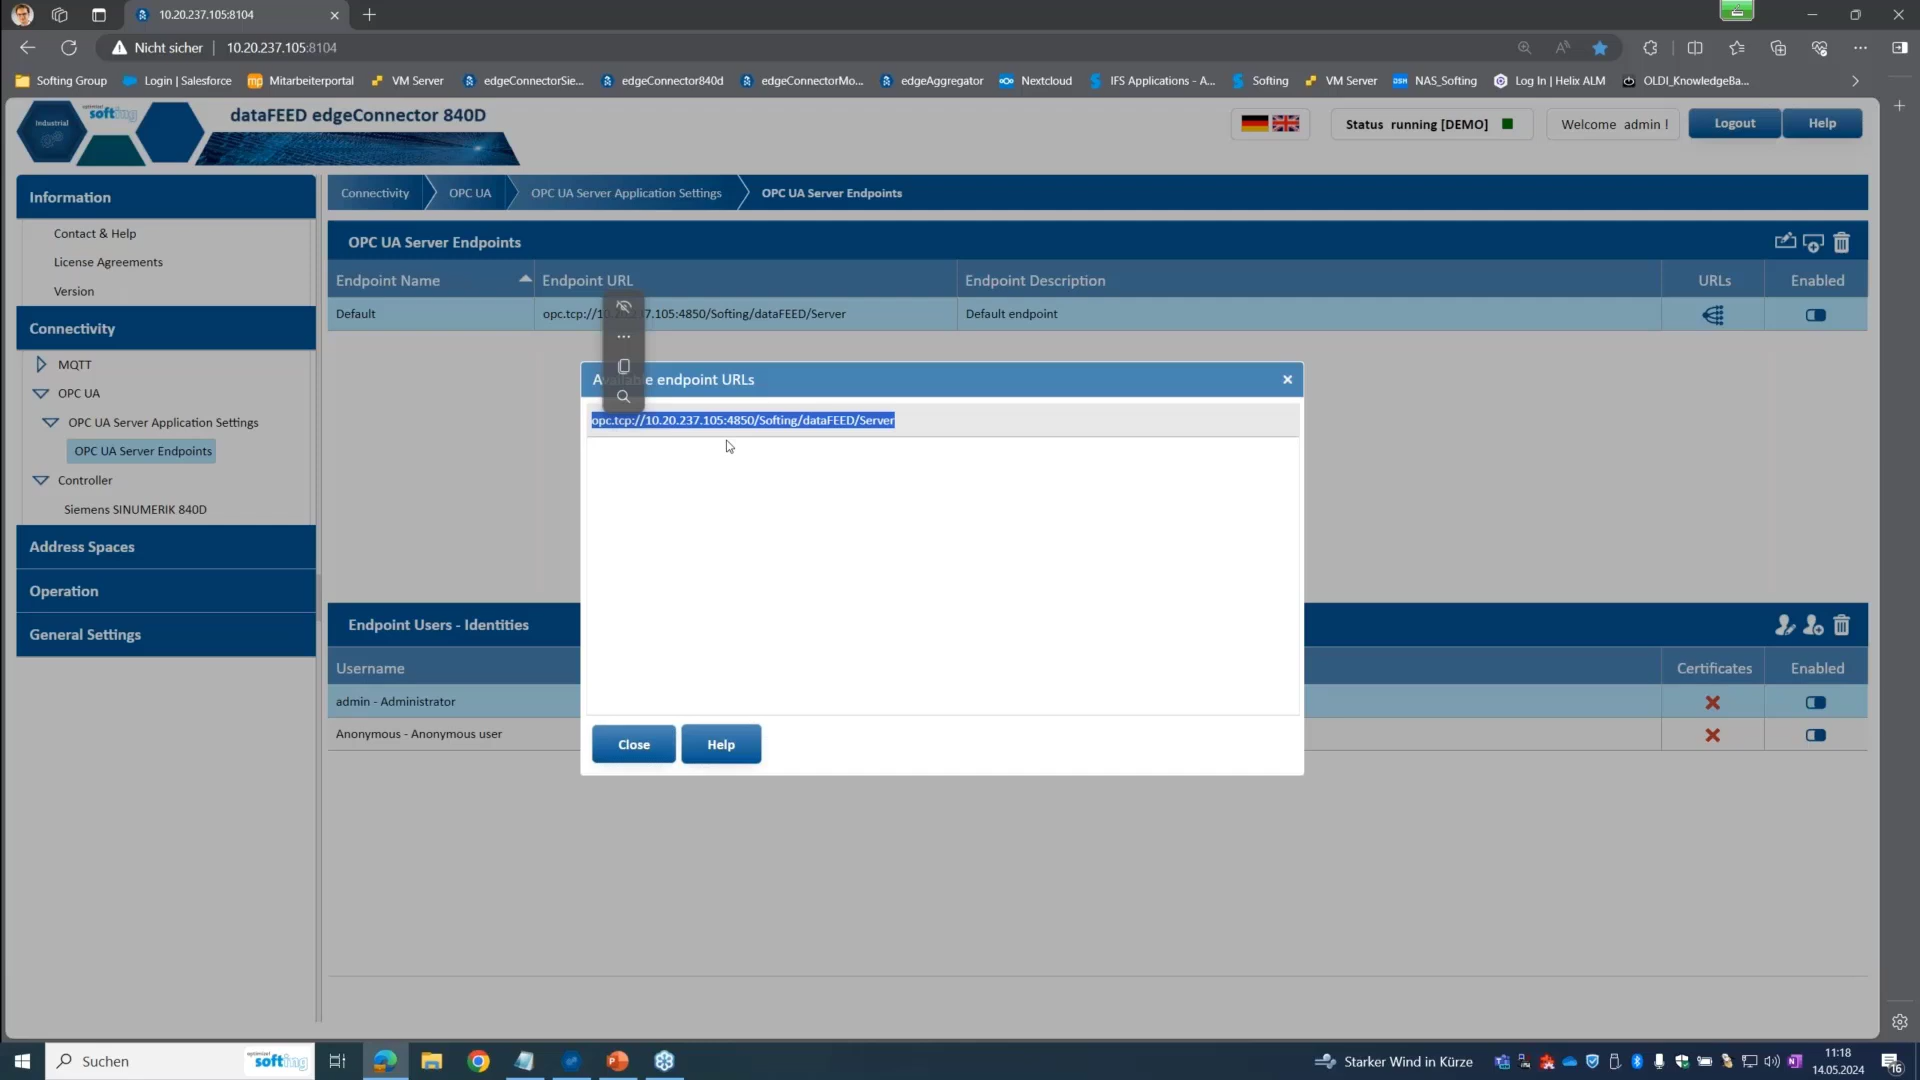 10.20.237.105:8104
Nicht sicher
10.20.237.105:8104
Softing Group
Login | Salesforce
Mitarbeiterportal
VM Server
edgeConnectorSie...
edgeConnector840d
edgeConnectorMo...
edgeAggregator
Nextcloud
IFS Applications - A...
Softing
VM Server
NAS_Softing
Log In | Helix ALM
OLDI_KnowledgeBa...
Industrial
softing
dataFEED edgeConnector 840D
Status running [DEMO]
Welcome admin !
Logout
Help
Information
Contact & Help
License Agreements
Version
Connectivity
MQTT
OPC UA
OPC UA Server Application Settings
OPC UA Server Endpoints
Controller
Siemens SINUMERIK 840D
Address Spaces
Operation
General Settings
Connectivity
OPC UA
OPC UA Server Application Settings
OPC UA Server Endpoints
OPC UA Server Endpoints
Endpoint Name
Endpoint URL
Endpoint Description
URLs
Enabled
Default
opc.tcp://10.20.237.105:4850/Softing/dataFEED/Server
Default endpoint
Available endpoint URLs
opc.tcp://10.20.237.105:4850/Softing/dataFEED/Server
Close
Help
Endpoint Users - Identities
Username
Certificates
Enabled
admin - Administrator
Anonymous - Anonymous user
Suchen
softing
Starker Wind in Kürze
11:18
14.05.2024
16